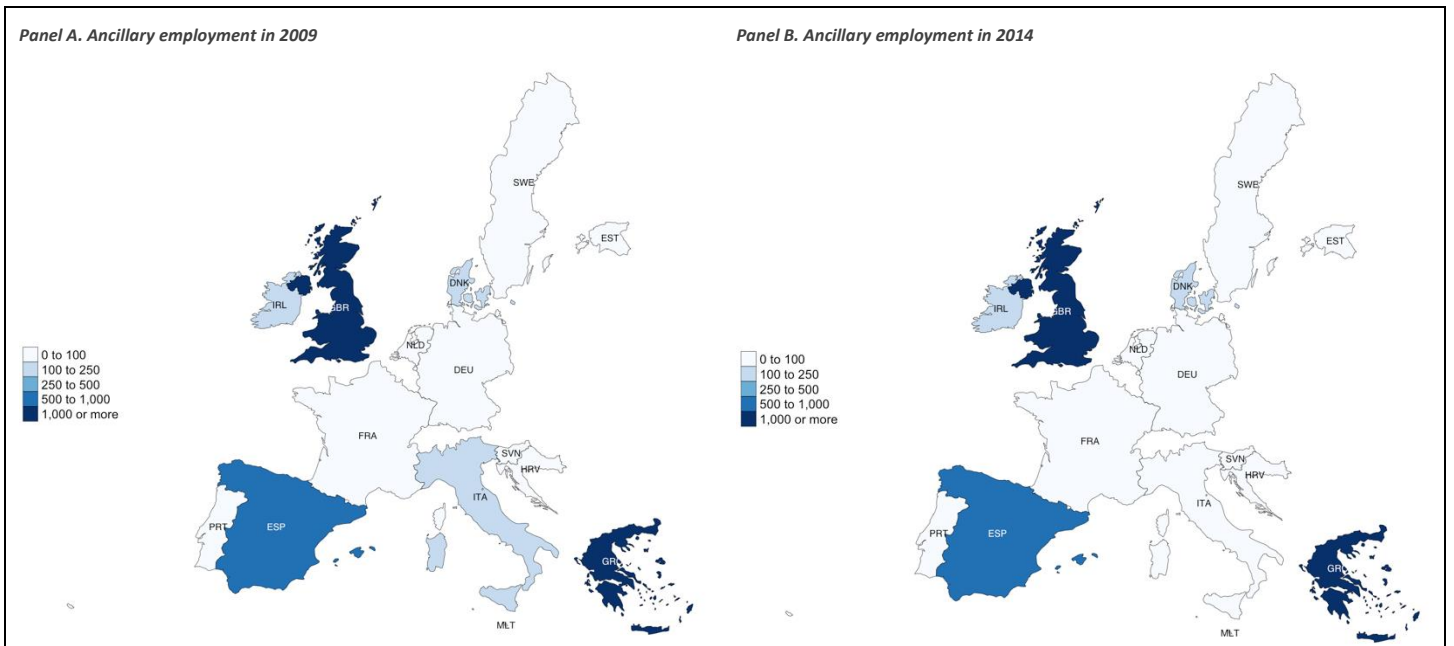 Panel A. Ancillary employment in 2009
SWE
EST
DNK
IRL
GBR
NLD
DEU
0 to 100
100 to 250
250 to 500
500 to 1,000
1,000 or more
FRA
SVN
HRV
ITA
PRT
ESP
GRC
MLT
Panel B. Ancillary employment in 2014
SWE
EST
DNK
IRL
GBR
NLD
DEU
0 to 100
100 to 250
250 to 500
500 to 1,000
1,000 or more
FRA
SVN
HRV
ITA
PRT
ESP
GRC
MLT